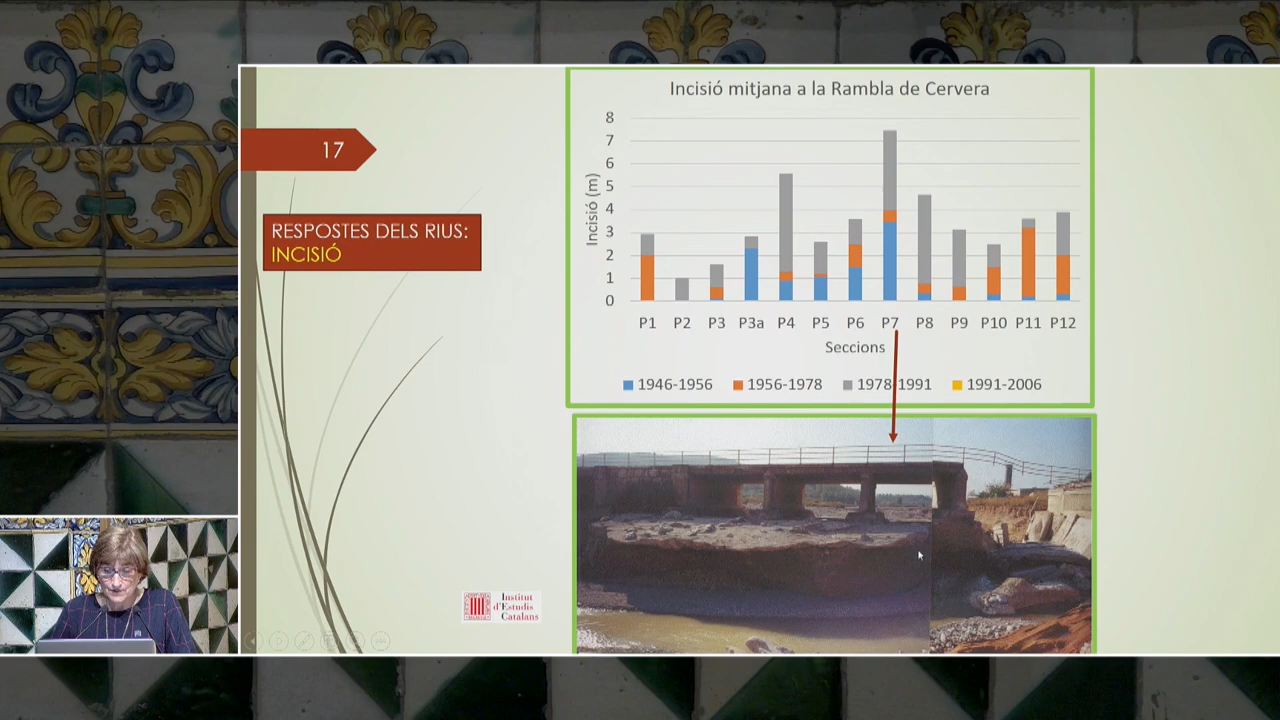 17
RESPOSTES DELS RIUS:
INCISIÓ
Incisió mitjana a la Rambla de Cervera
Incisió (m)
8
7
6
5
4
3
2
1
0
P1 P2 P3 P3a P4 P5 P6 P7 P8 P9 P10 P11 P12
Seccions
1946-1956 1956-1978 1978-1991 1991-2006
Institut
d'Estudis
Catalans